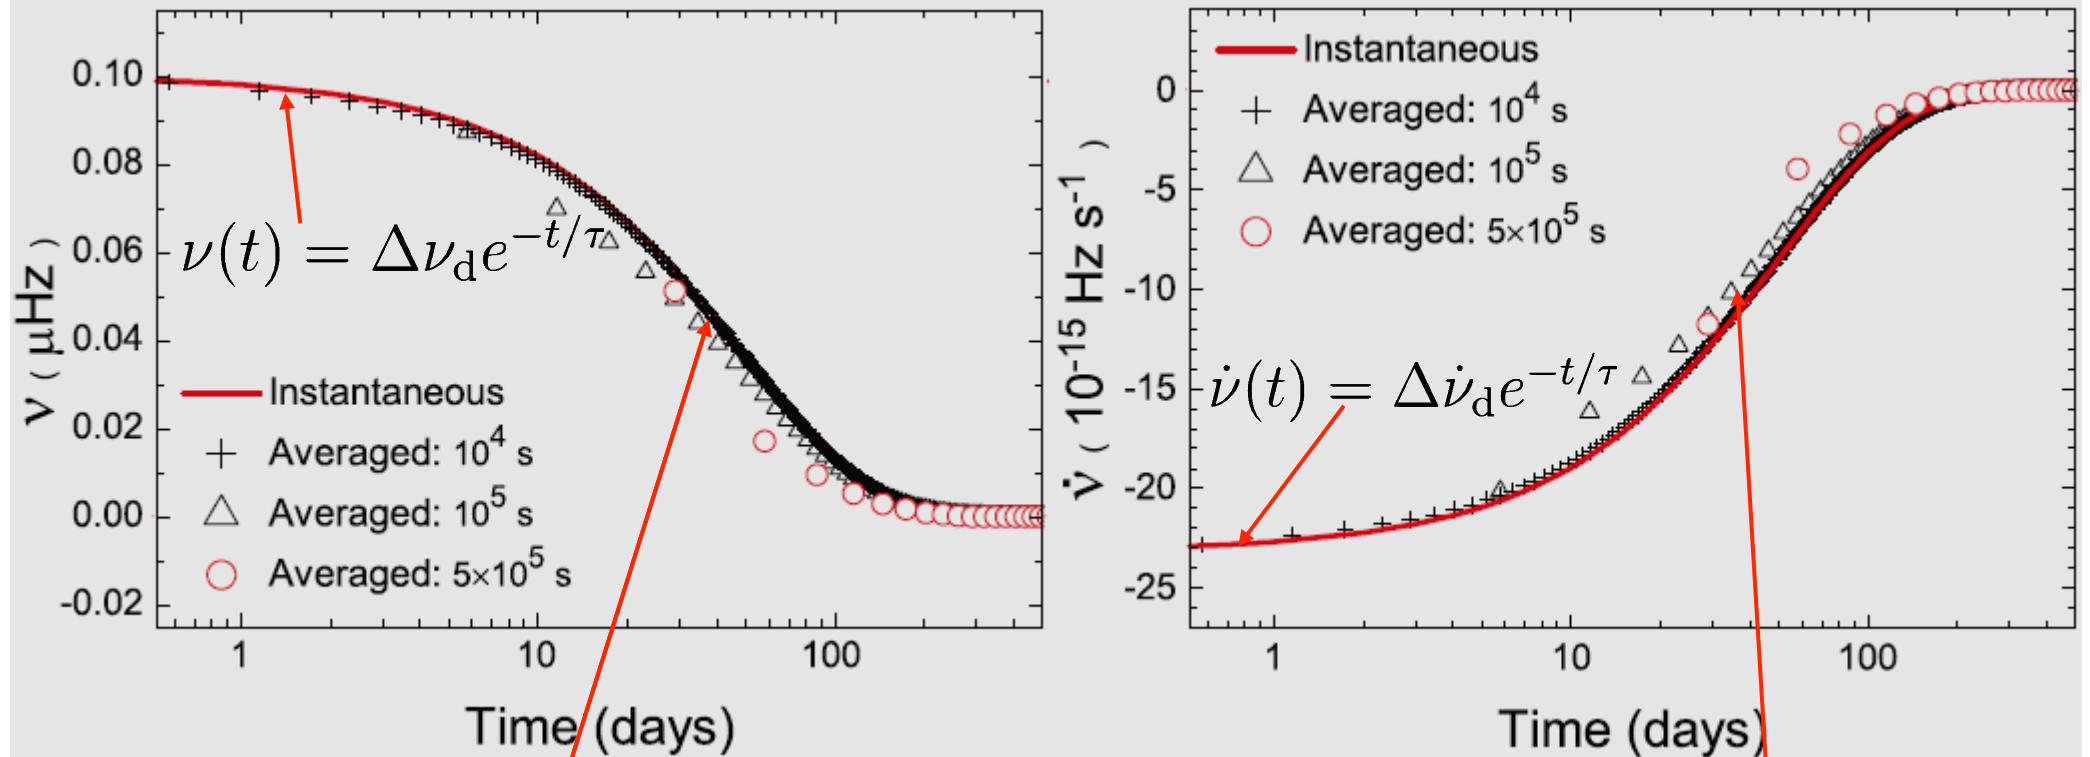 0.10
0.08
0.06
0.04
0.02
0.00
-0.02
ν ( μHz )
ν(t) = Δν_d e^{-t/τ}
Instantaneous
Averaged: 10^4 s
Averaged: 10^5 s
Averaged: 5×10^5 s
1 10 100
Time (days)
0
-5
-10
-15
-20
-25
ν̇ ( 10^{-15} Hz s^{-1} )
Instantaneous
Averaged: 10^4 s
Averaged: 10^5 s
Averaged: 5×10^5 s
ν̇(t) = Δν̇_d e^{-t/τ}
1 10 100
Time (days)